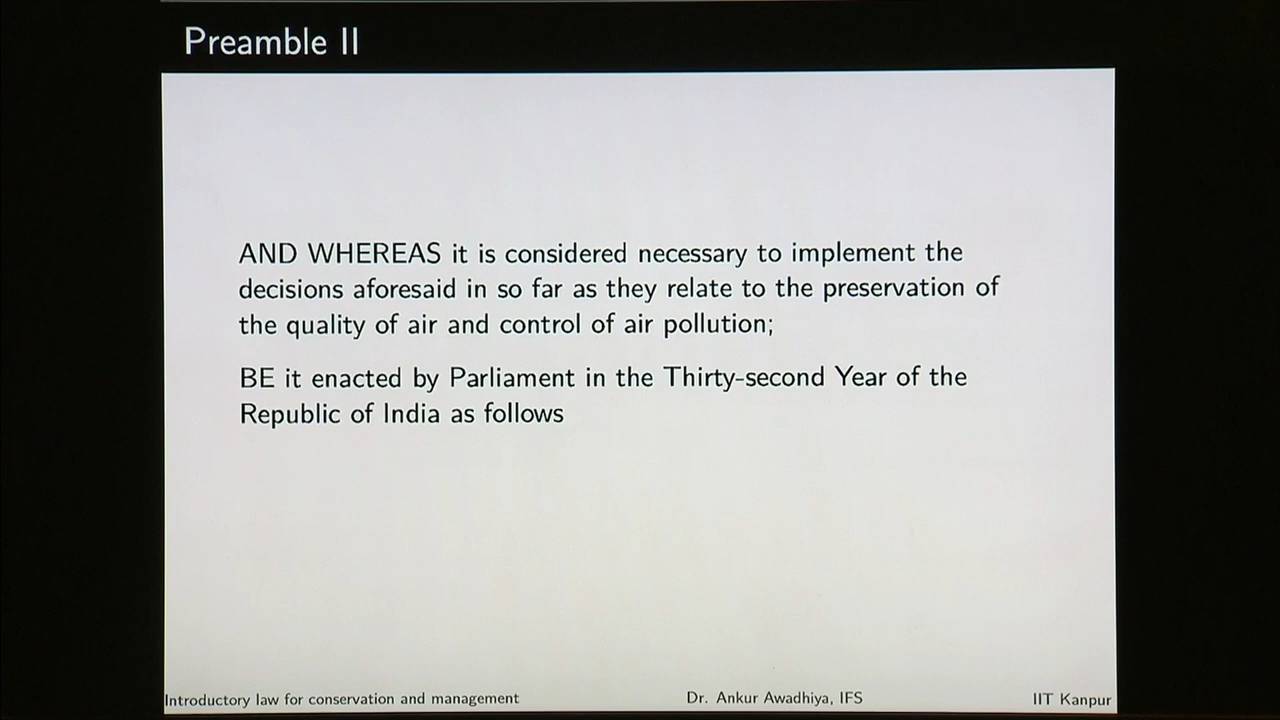 Preamble II
AND WHEREAS it is considered necessary to implement the
decisions aforesaid in so far as they relate to the preservation of
the quality of air and control of air pollution;
BE it enacted by Parliament in the Thirty-second Year of the
Republic of India as follows
Introductory law for conservation and management Dr. Ankur Awadhiya, IFS IIT Kanpur